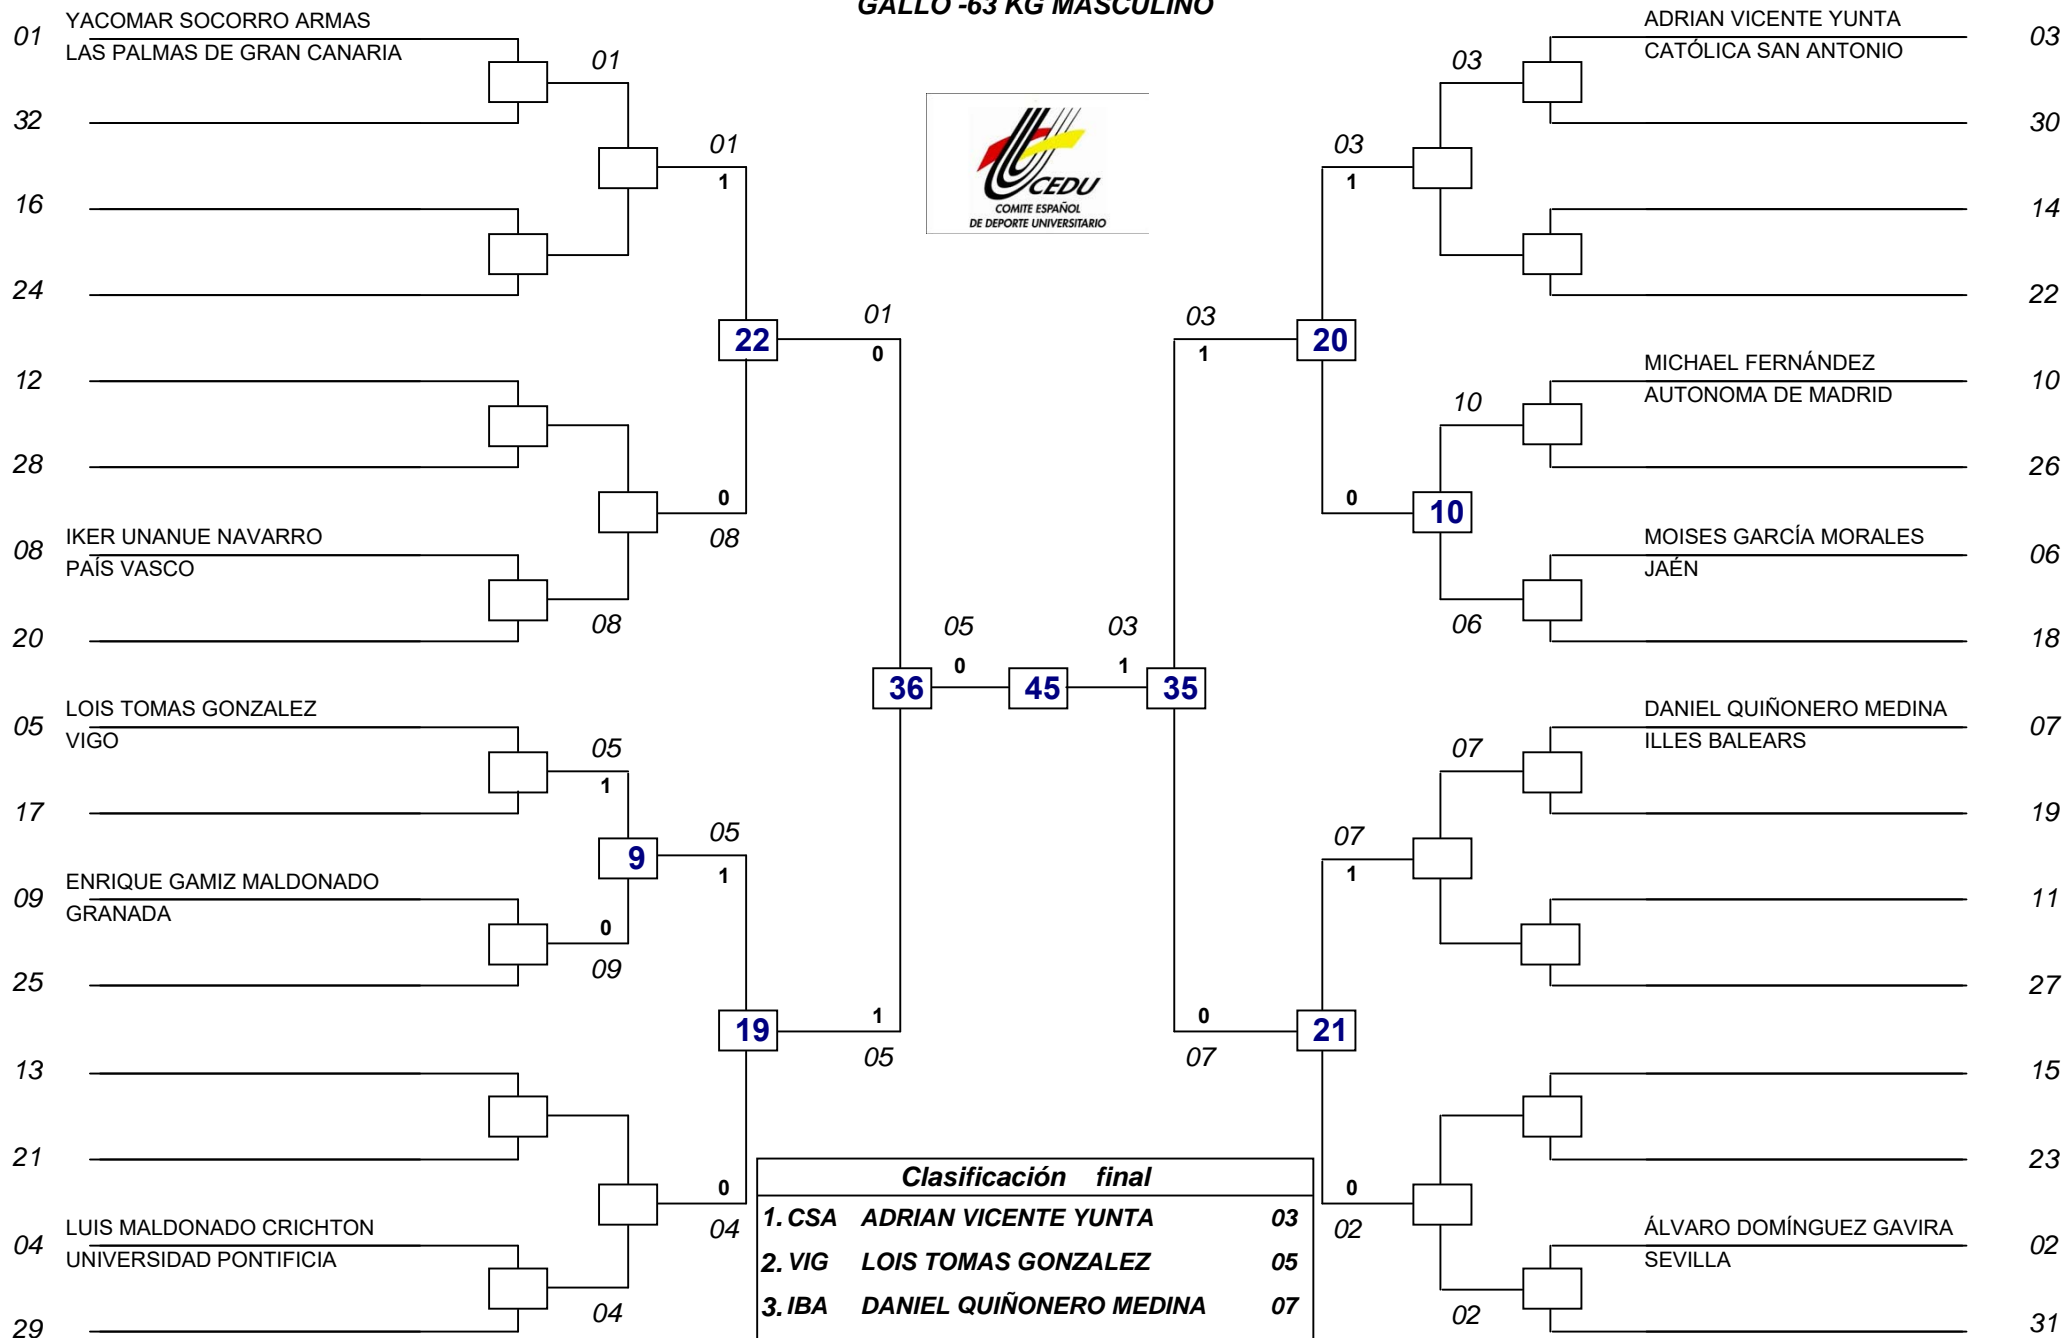 GALLO -63 KG MASCULINO
01 YACOMAR SOCORRO ARMAS
LAS PALMAS DE GRAN CANARIA
32
16
24
12
28
08 IKER UNANUE NAVARRO
PAÍS VASCO
20
05 LOIS TOMAS GONZALEZ
VIGO
17
09 ENRIQUE GAMIZ MALDONADO
GRANADA
25
13
21
04 LUIS MALDONADO CRICHTON
UNIVERSIDAD PONTIFICIA
29
01
08
05
1
9
0
09
04
01
1
22
0
08
05
1
19
0
04
01
0
36
1
05
CEDU
COMITE ESPAÑOL
DE DEPORTE UNIVERSITARIO
05
0
45
03
1
35
03
1
0
07
03
1
20
0
07
1
21
0
02
03
10
10
06
07
02
ADRIAN VICENTE YUNTA 03
CATÓLICA SAN ANTONIO
30
14
22
MICHAEL FERNÁNDEZ 10
AUTONOMA DE MADRID
26
MOISES GARCÍA MORALES 06
JAÉN
18
DANIEL QUIÑONERO MEDINA 07
ILLES BALEARS
19
11
27
15
23
ÁLVARO DOMÍNGUEZ GAVIRA 02
SEVILLA
31
Clasificación final
1. CSA ADRIAN VICENTE YUNTA 03
2. VIG LOIS TOMAS GONZALEZ 05
3. IBA DANIEL QUIÑONERO MEDINA 07